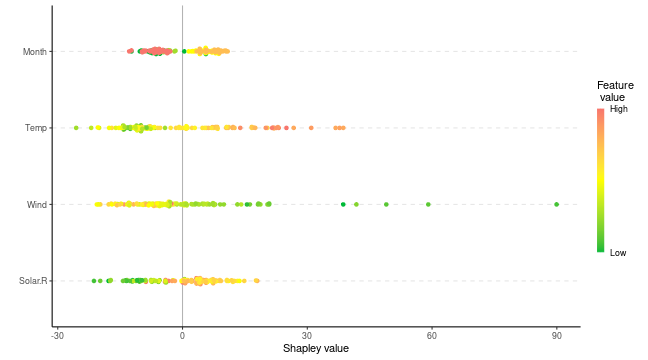 Month
Temp
Wind
Solar.R
-30
0
30
60
90
Shapley value
Feature
value
High
Low